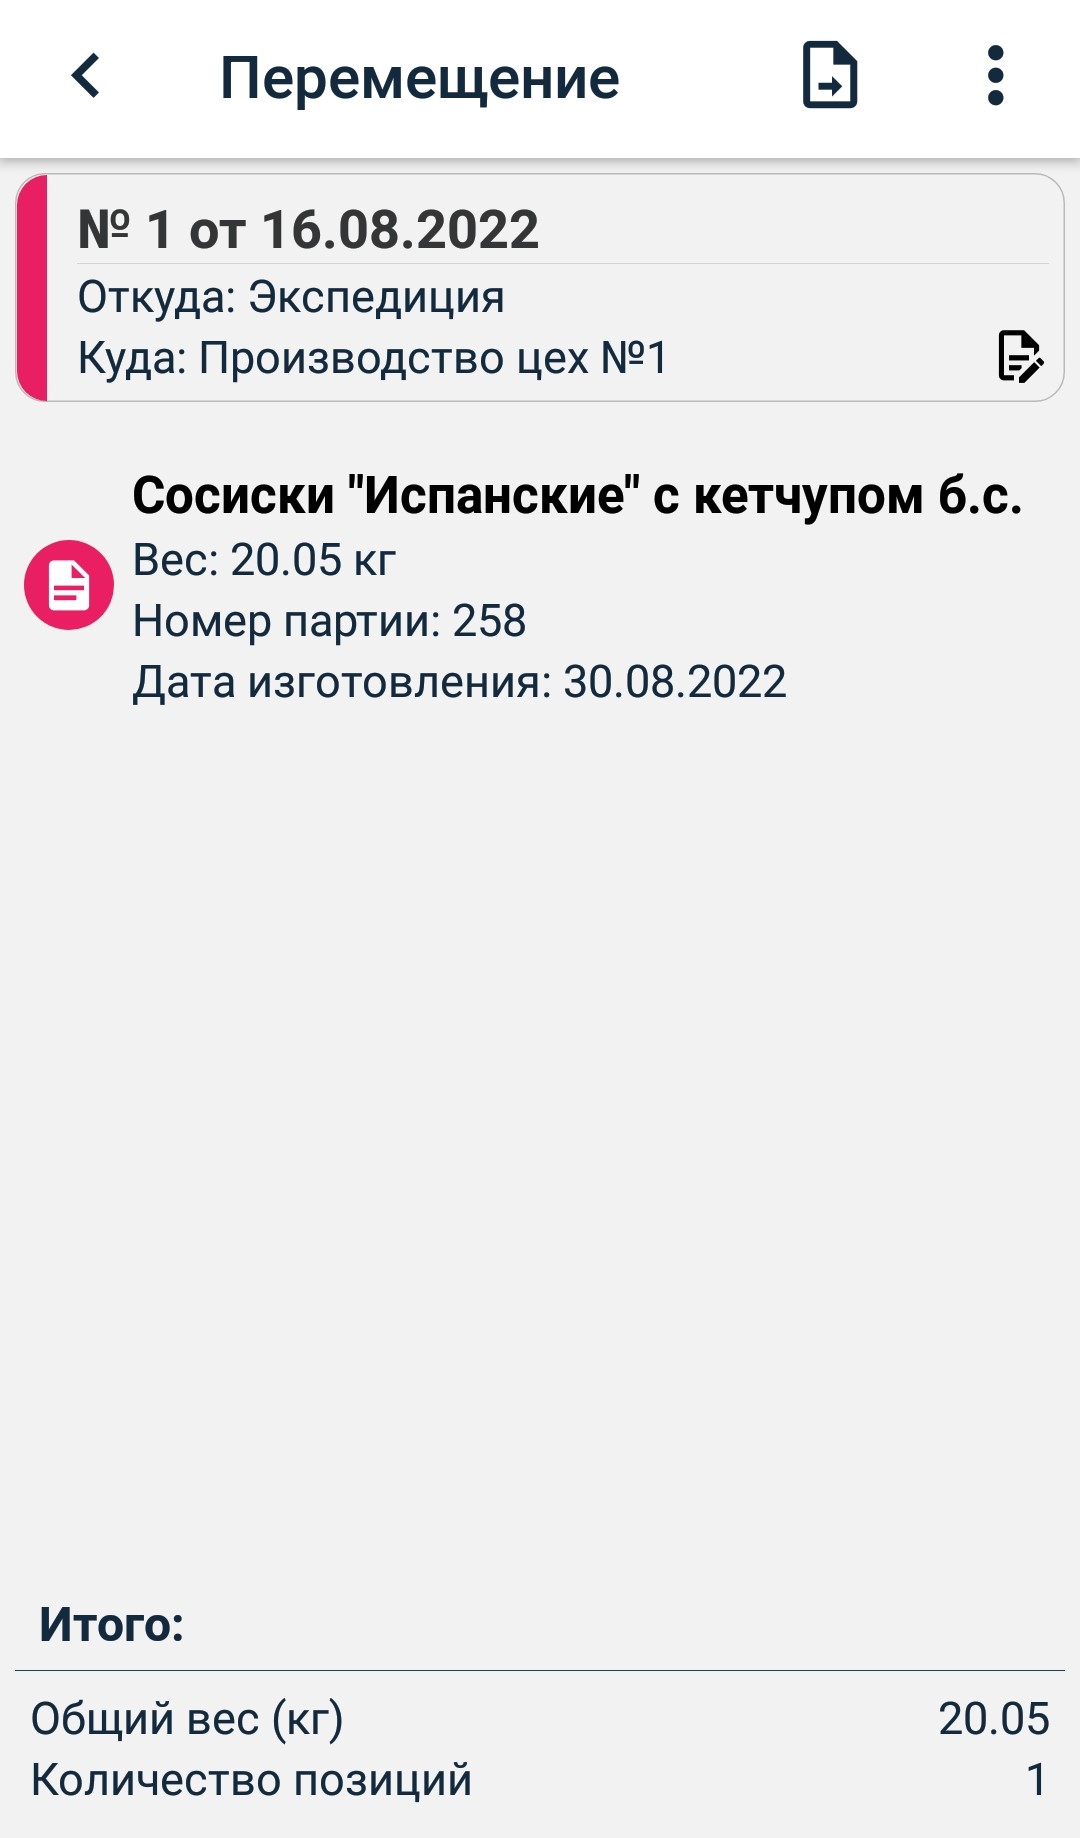 Перемещение
№ 1 от 16.08.2022
Откуда: Экспедиция
Куда: Производство цех №1
Сосиски "Испанские" с кетчупом б.с.
Вес: 20.05 кг
Номер партии: 258
Дата изготовления: 30.08.2022
Итого:
Общий вес (кг) 20.05
Количество позиций 1